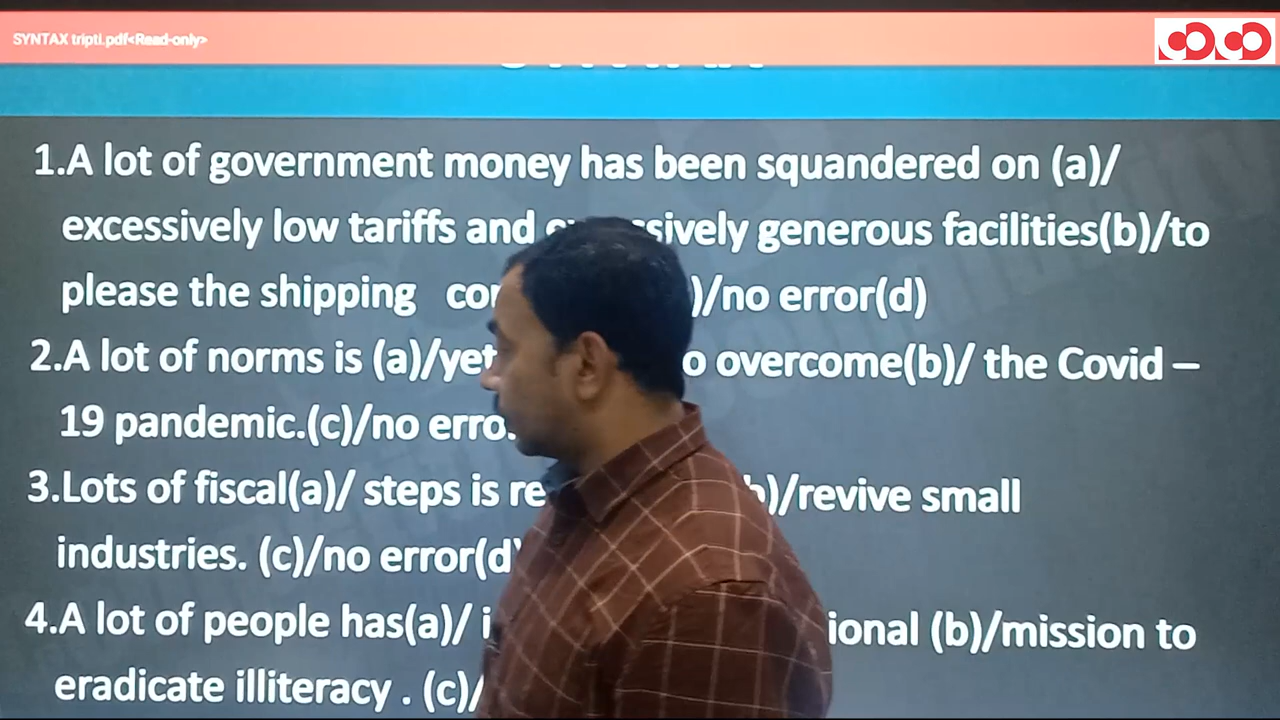 SYNTAX tripti.pdf<Read-only>
1.A lot of government money has been squandered on (a)/
excessively low tariffs and generous facilities(b)/to
please the shipping /no error(d)
2.A lot of norms is (a)/yet overcome(b)/ the Covid –
19 pandemic.(c)/no
3.Lots of fiscal(a)/ steps is /revive small
industries. (c)/no error(d)
4.A lot of people has(a)/ (b)/mission to
eradicate illiteracy . (c)/